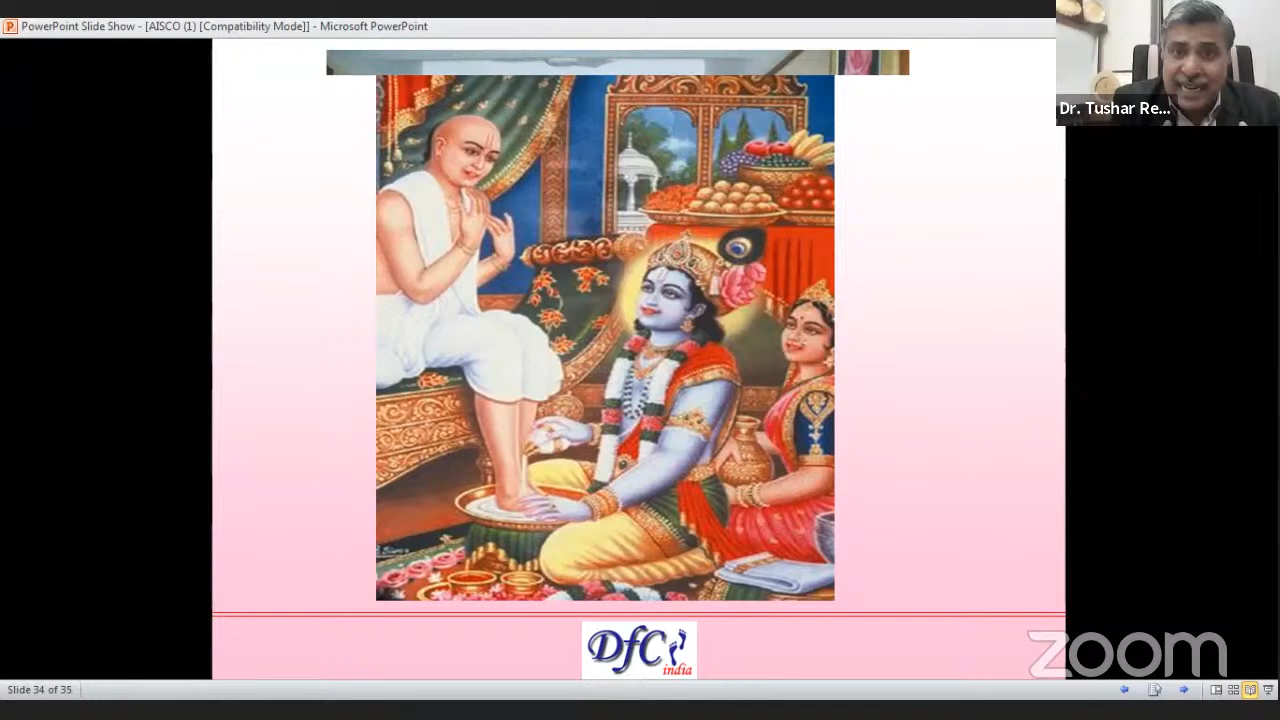 PowerPoint Slide Show - [AISCO (1) [Compatibility Mode]] - Microsoft PowerPoint
Dr. Tushar Re...
DfC
india
zoom
Slide 34 of 35